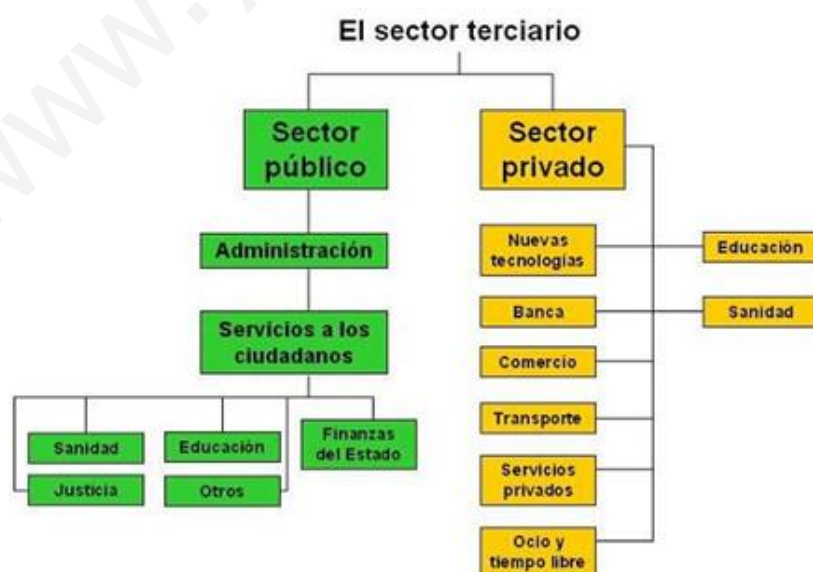 El sector terciario
Sector
público
Administración
Servicios a los
ciudadanos
Sanidad
Educación
Finanzas
del Estado
Justicia
Otros
Sector
privado
Nuevas
tecnologías
Educación
Banca
Sanidad
Comercio
Transporte
Servicios
privados
Ocio y
tiempo libre
www.